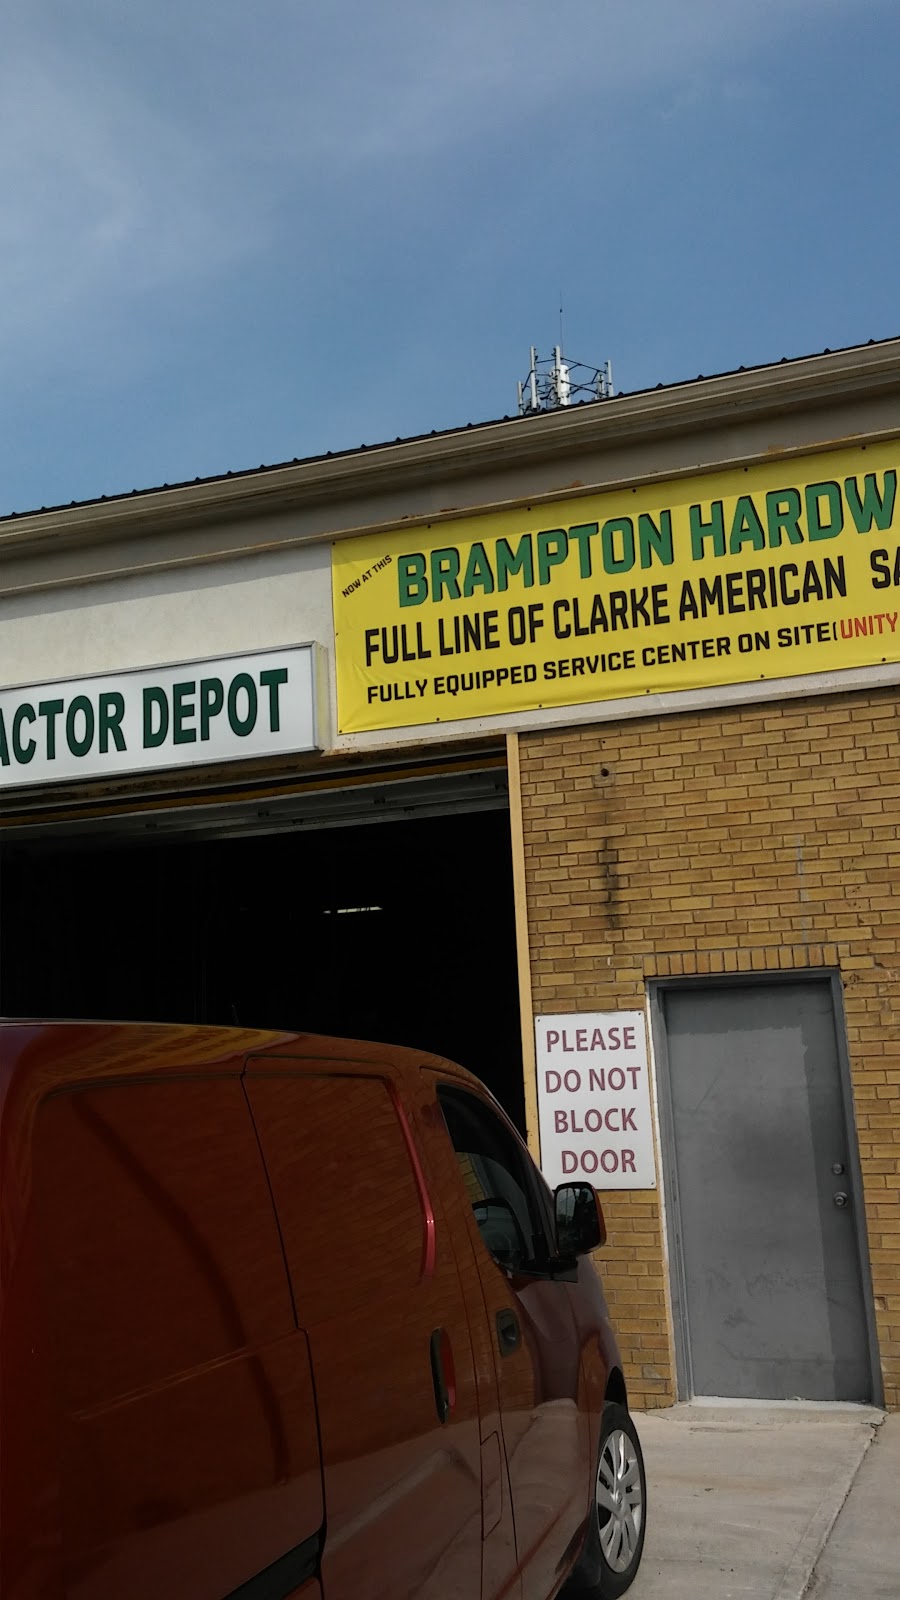 NOW AT THIS
BRAMPTON HARDW
FULL LINE OF CLARKE AMERICAN SA
FULLY EQUIPPED SERVICE CENTER ON SITE(UNITY
ACTOR DEPOT
PLEASE
DO NOT
BLOCK
DOOR